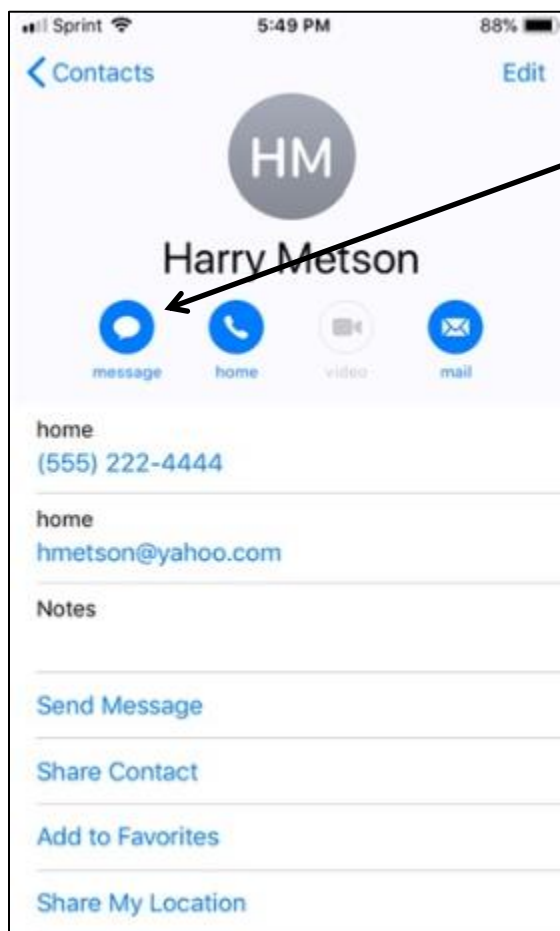 Sprint 5:49 PM 88%
Contacts Edit
HM
Harry Metson
message home video mail
home
(555) 222-4444
home
hmetson@yahoo.com
Notes
Send Message
Share Contact
Add to Favorites
Share My Location